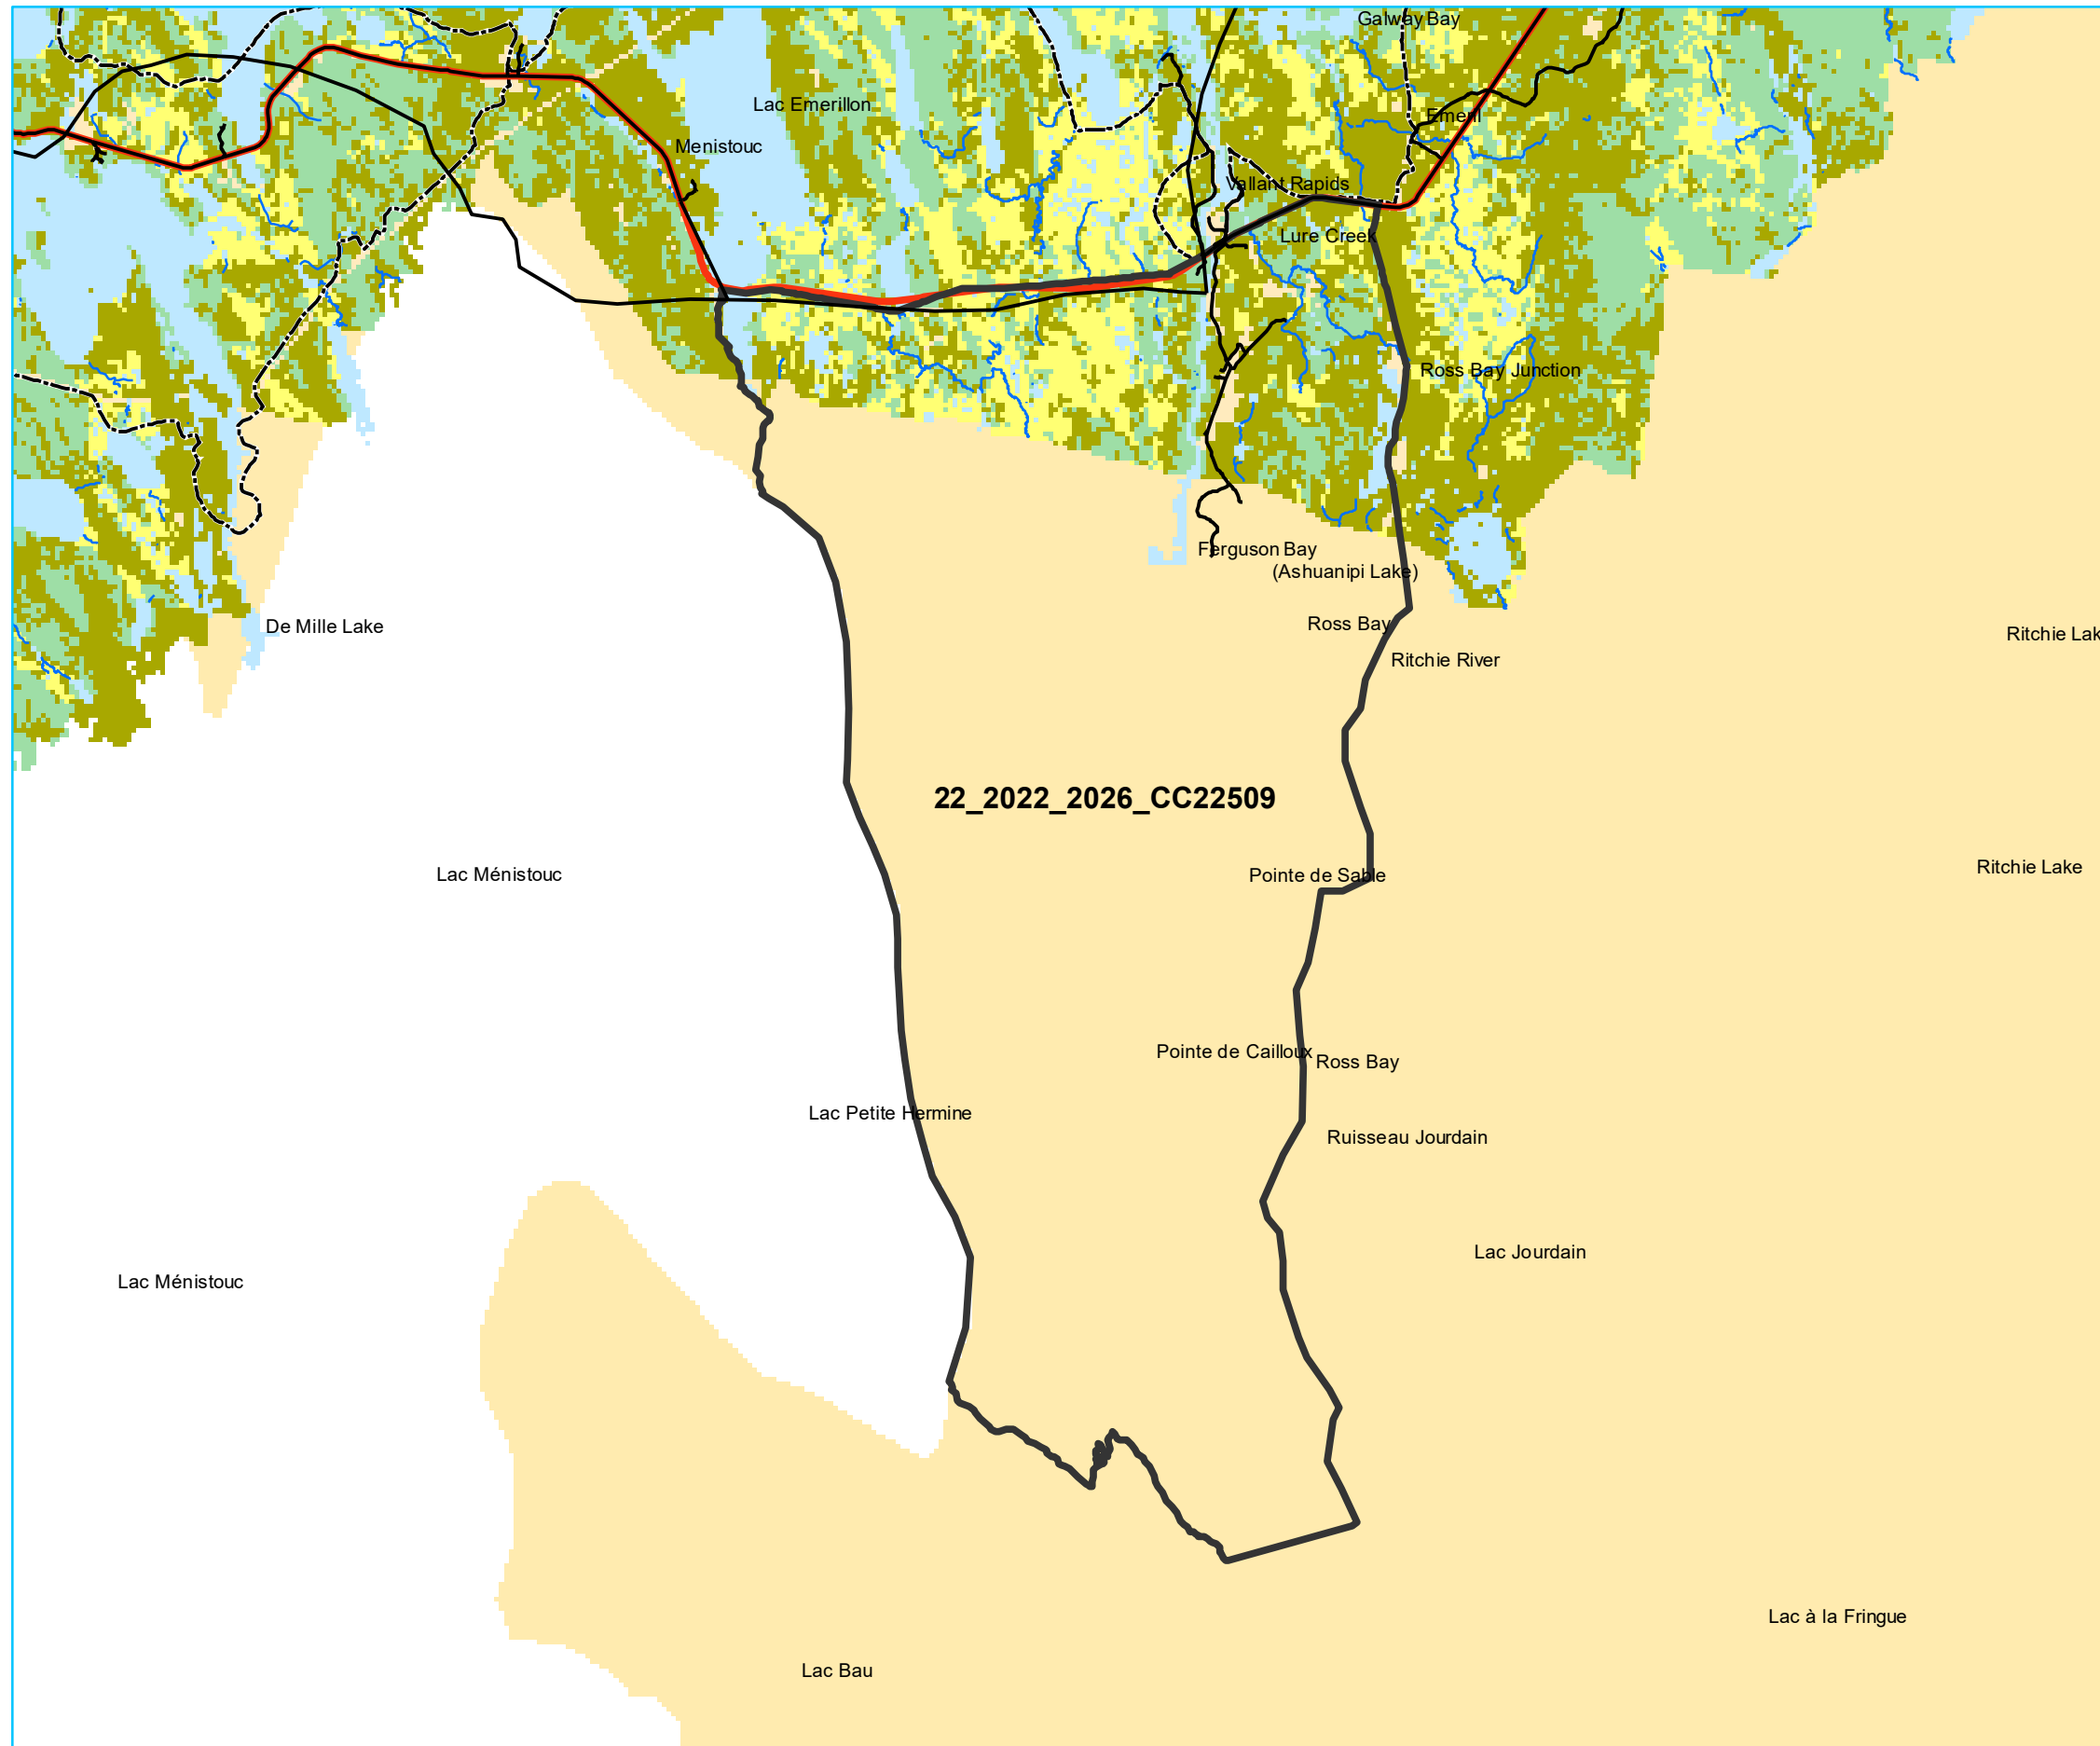 Galway Bay
Lac Emerillon
Emeril
Menistouc
Vallant Rapids
Lure Creek
Ross Bay Junction
Ferguson Bay
(Ashuanipi Lake)
Ross Bay
De Mille Lake
Ritchie Lak
Ritchie River
22_2022_2026_CC22509
Lac Ménistouc
Pointe de Sable
Ritchie Lake
Pointe de Cailloux
Ross Bay
Lac Petite Hermine
Ruisseau Jourdain
Lac Jourdain
Lac Ménistouc
Lac à la Fringue
Lac Bau